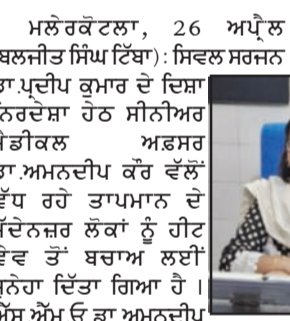 ਮਲੇਰਕੋਟਲਾ, 26 ਅਪ੍ਰੈਲ
(ਬਲਜੀਤ ਸਿੰਘ ਟਿੱਬਾ): ਸਿਵਲ ਸਰਜਨ
ਡਾ.ਪ੍ਰਦੀਪ ਕੁਮਾਰ ਦੇ ਦਿਸ਼ਾ
ਨਿਰਦੇਸ਼ਾ ਹੇਠ ਸੀਨੀਅਰ
ਮੈਡੀਕਲ ਅਫ਼ਸਰ
ਡਾ.ਅਮਨਦੀਪ ਕੌਰ ਵੱਲੋਂ
ਵੱਧ ਰਹੇ ਤਾਪਮਾਨ ਦੇ
ਮੱਦੇਨਜ਼ਰ ਲੋਕਾਂ ਨੂੰ ਹੀਟ
ਵੇਵ ਤੋਂ ਬਚਾਅ ਲਈਂ
ਸੁਨੇਹਾ ਦਿੱਤਾ ਗਿਆ ਹੈ ।
ਐੱਸ ਐੱਮ ਓ ਡਾ ਅਮਨਦੀਪ